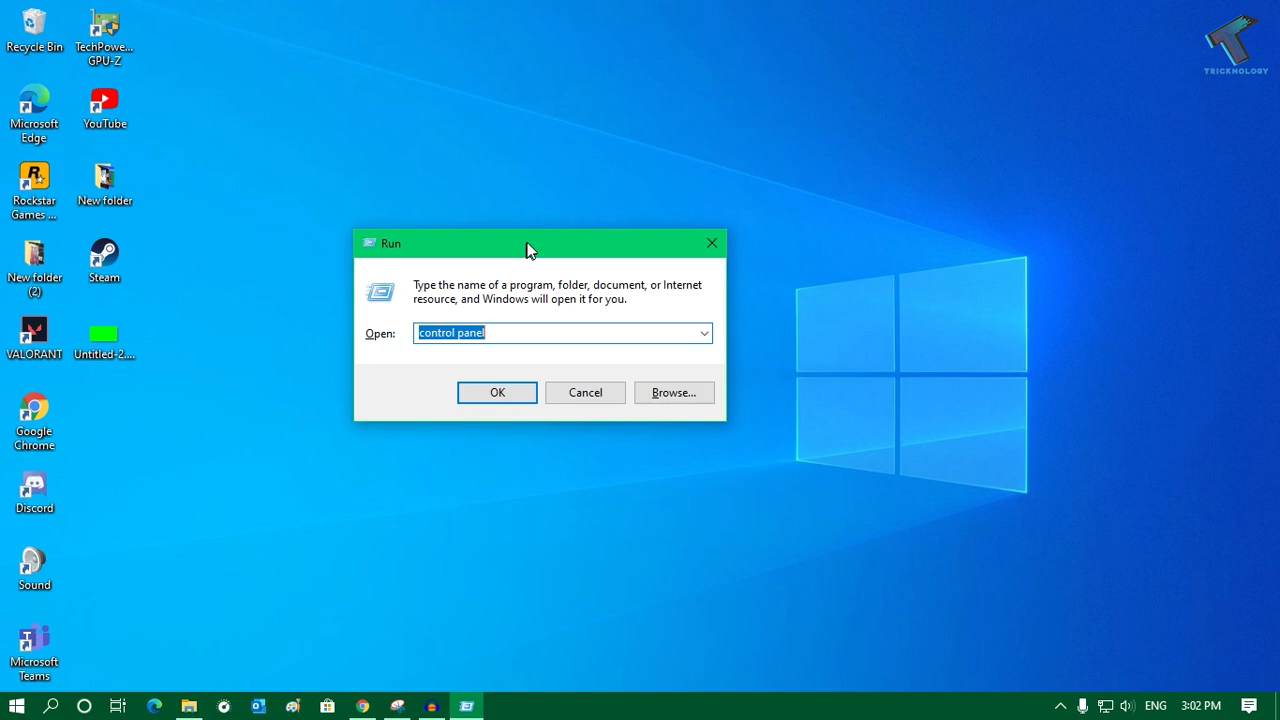 Recycle Bin
TechPowe...
GPU-Z
TRICKNOLOGY
Microsoft
Edge
YouTube
Rockstar
Games ...
New folder
New folder
(2)
Steam
VALORANT
Untitled-2....
Google
Chrome
Discord
Sound
Microsoft
Teams
Run
Type the name of a program, folder, document, or Internet
resource, and Windows will open it for you.
Open: control panel
OK Cancel Browse...
ENG 3:02 PM